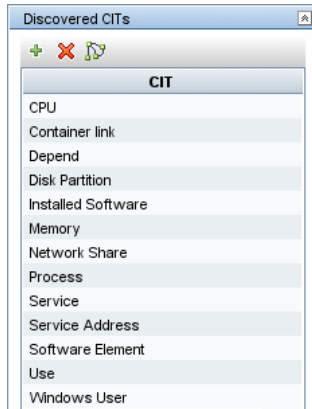 Discovered CITs
CIT
CPU
Container link
Depend
Disk Partition
Installed Software
Memory
Network Share
Process
Service
Service Address
Software Element
Use
Windows User